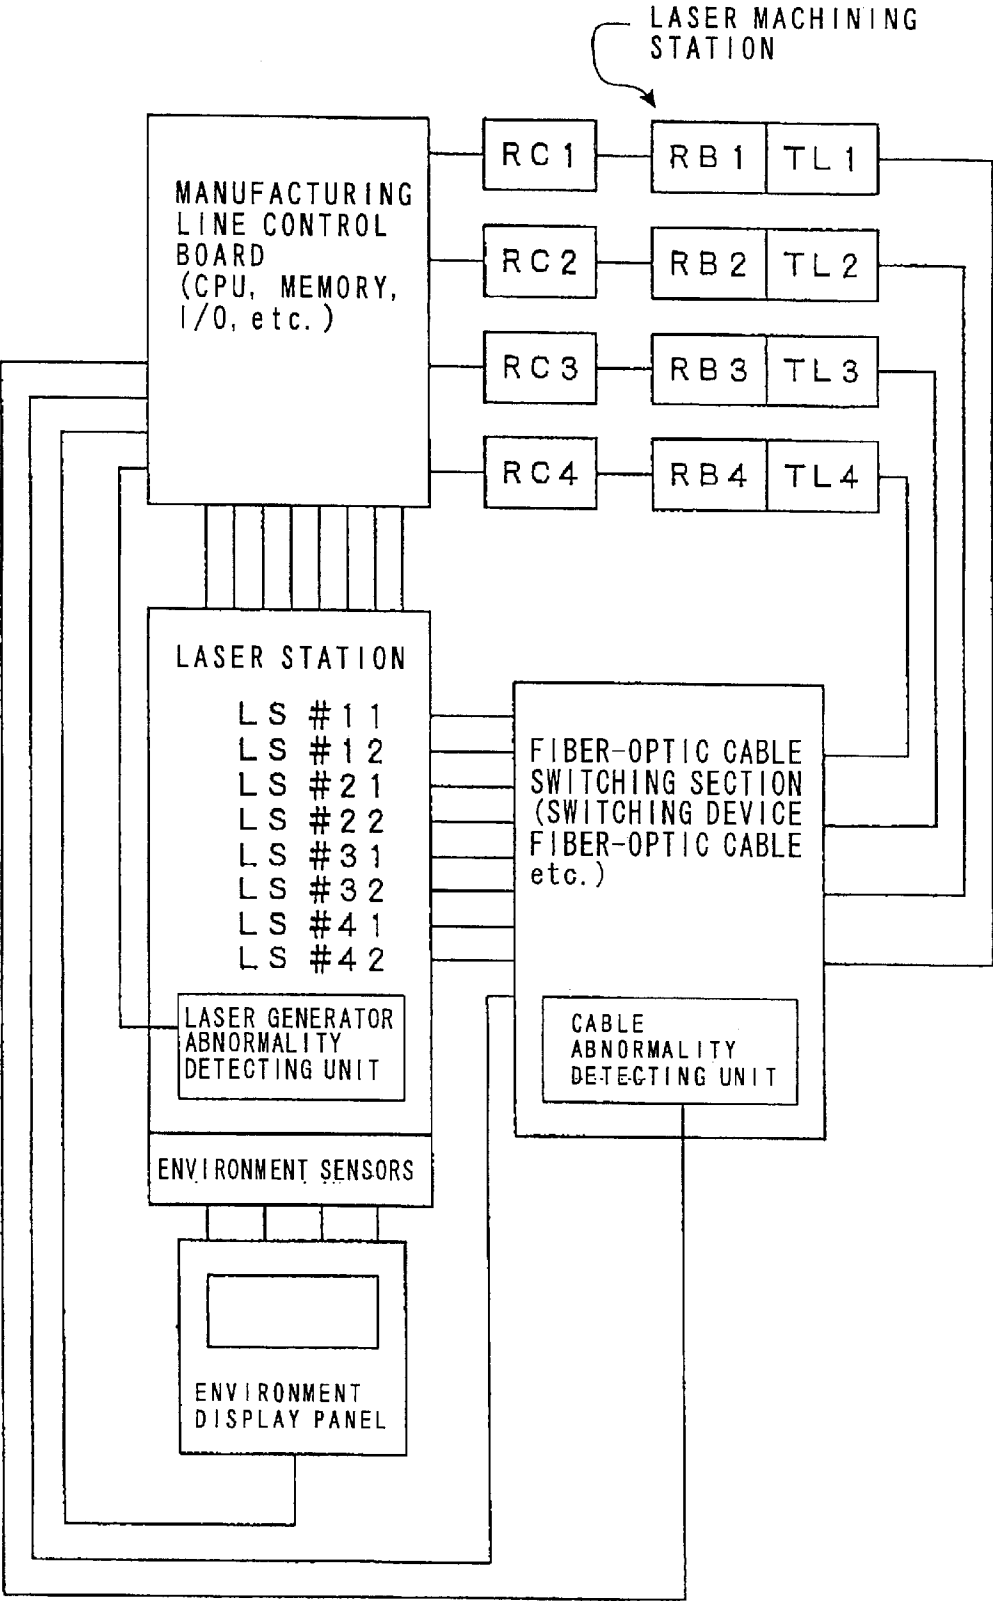 LASER MACHINING
STATION
MANUFACTURING
LINE CONTROL
BOARD
(CPU, MEMORY,
I/O, etc.)
RC1
RB1
TL1
RC2
RB2
TL2
RC3
RB3
TL3
RC4
RB4
TL4
LASER STATION
LS #11
LS #12
LS #21
LS #22
LS #31
LS #32
LS #41
LS #42
LASER GENERATOR
ABNORMALITY
DETECTING UNIT
FIBER-OPTIC CABLE
SWITCHING SECTION
(SWITCHING DEVICE
FIBER-OPTIC CABLE
etc.)
CABLE
ABNORMALITY
DETECTING UNIT
ENVIRONMENT SENSORS
ENVIRONMENT
DISPLAY PANEL